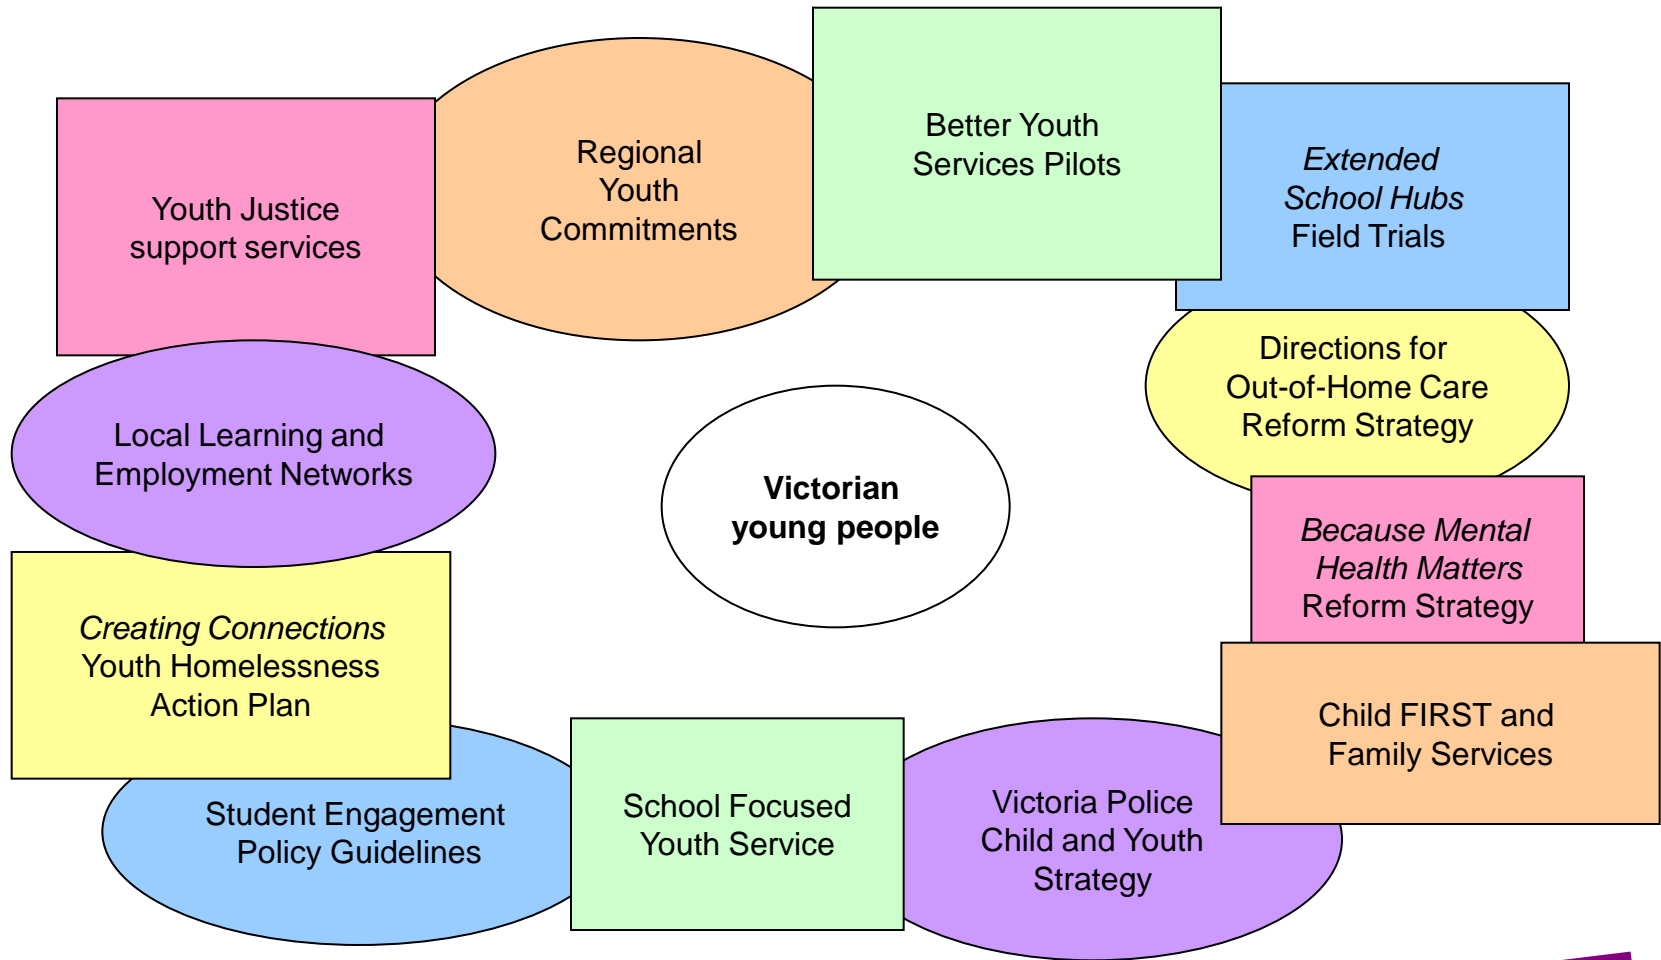 Youth Justice
support services
Regional
Youth
Commitments
Better Youth
Services Pilots
Extended
School Hubs
Field Trials
Directions for
Out-of-Home Care
Reform Strategy
Local Learning and
Employment Networks
Victorian
young people
Because Mental
Health Matters
Reform Strategy
Creating Connections
Youth Homelessness
Action Plan
Child FIRST and
Family Services
Student Engagement
Policy Guidelines
School Focused
Youth Service
Victoria Police
Child and Youth
Strategy